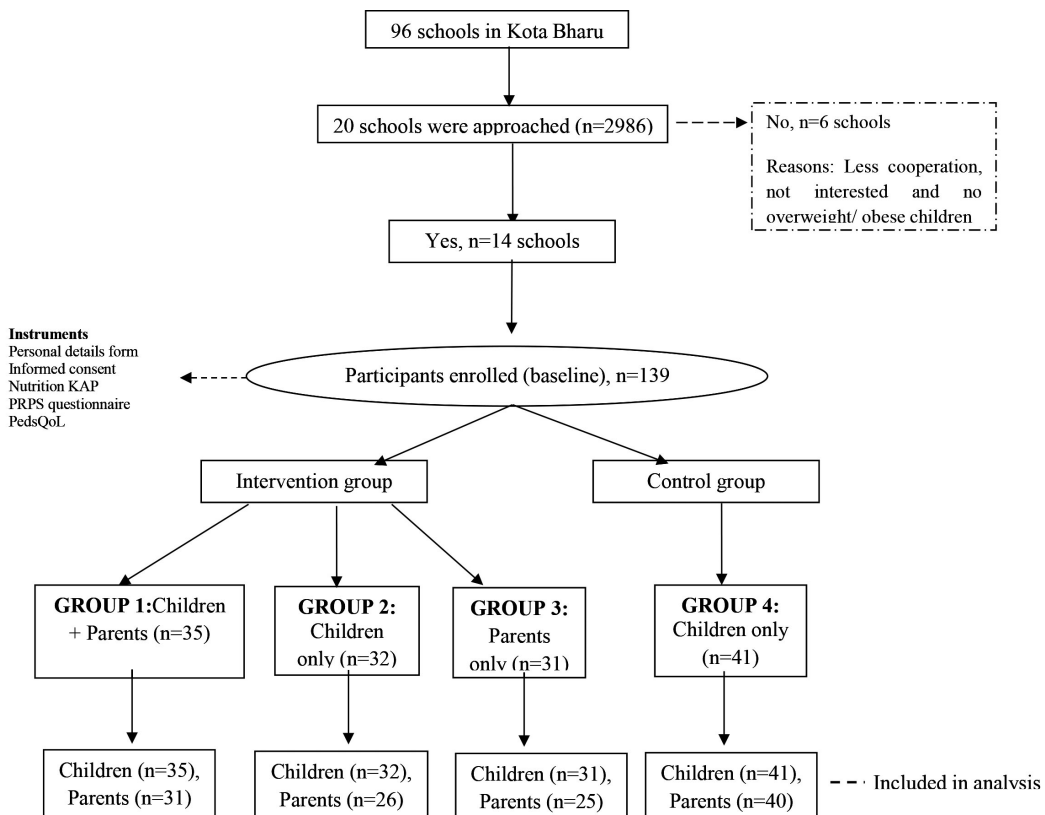 96 schools in Kota Bharu
20 schools were approached (n=2986)
No, n=6 schools
Reasons: Less cooperation,
not interested and no
overweight/ obese children
Yes, n=14 schools
Instruments
Personal details form
Informed consent
Nutrition KAP
PRPS questionnaire
PedsQoL
Participants enrolled (baseline), n=139
Intervention group
Control group
GROUP 1:Children
+ Parents (n=35)
GROUP 2:
Children
only (n=32)
GROUP 3:
Parents
only (n=31)
GROUP 4:
Children only
(n=41)
Children (n=35),
Parents (n=31)
Children (n=32),
Parents (n=26)
Children (n=31),
Parents (n=25)
Children (n=41),
Parents (n=40)
Included in analysis